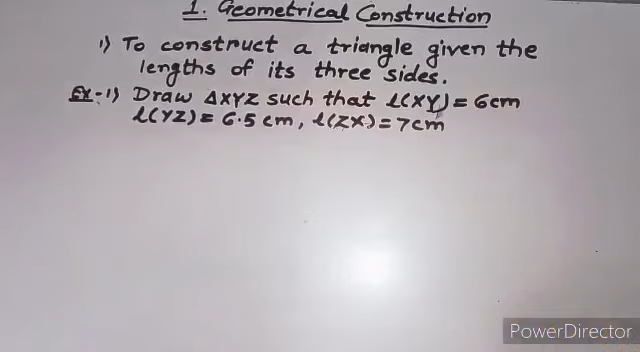 1. Geometrical Construction
1) To construct a triangle given the
lengths of its three sides.
Ex-1) Draw ΔXYZ such that l(XY) = 6cm
l(YZ) = 6.5 cm, l(ZX) = 7cm
PowerDirector